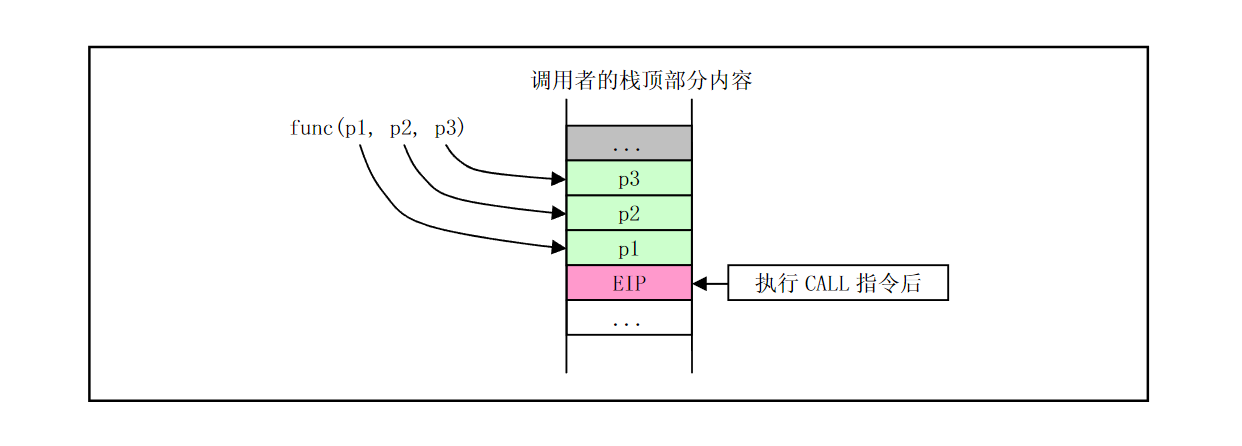 调用者的栈顶部分内容
func(p1, p2, p3)
...
p3
p2
p1
EIP
执行 CALL 指令后
...